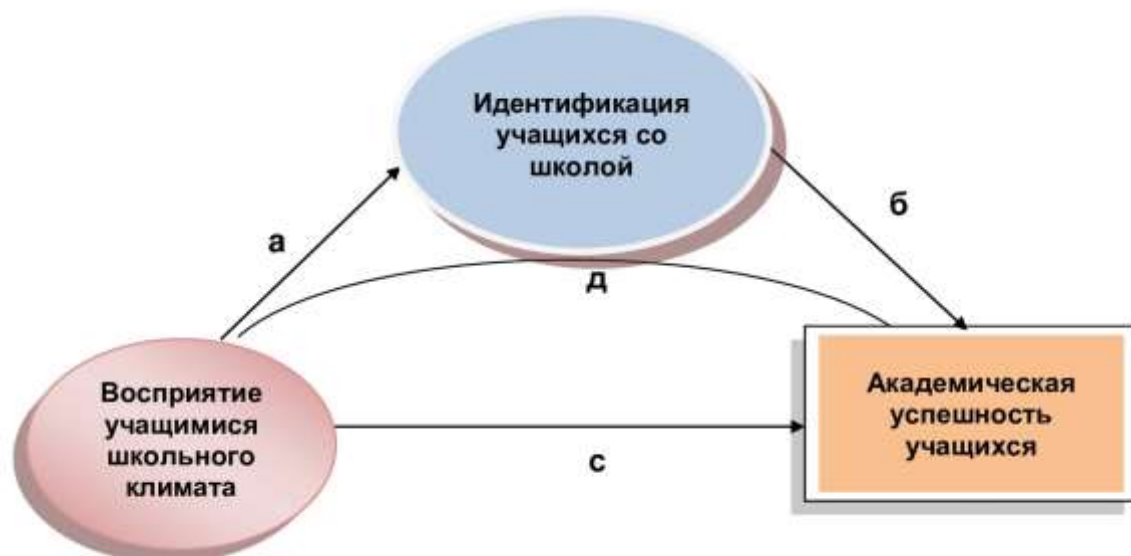 Идентификация
учащихся со
школой
а
б
д
Восприятие
учащимися
школьного
климата
с
Академическая
успешность
учащихся